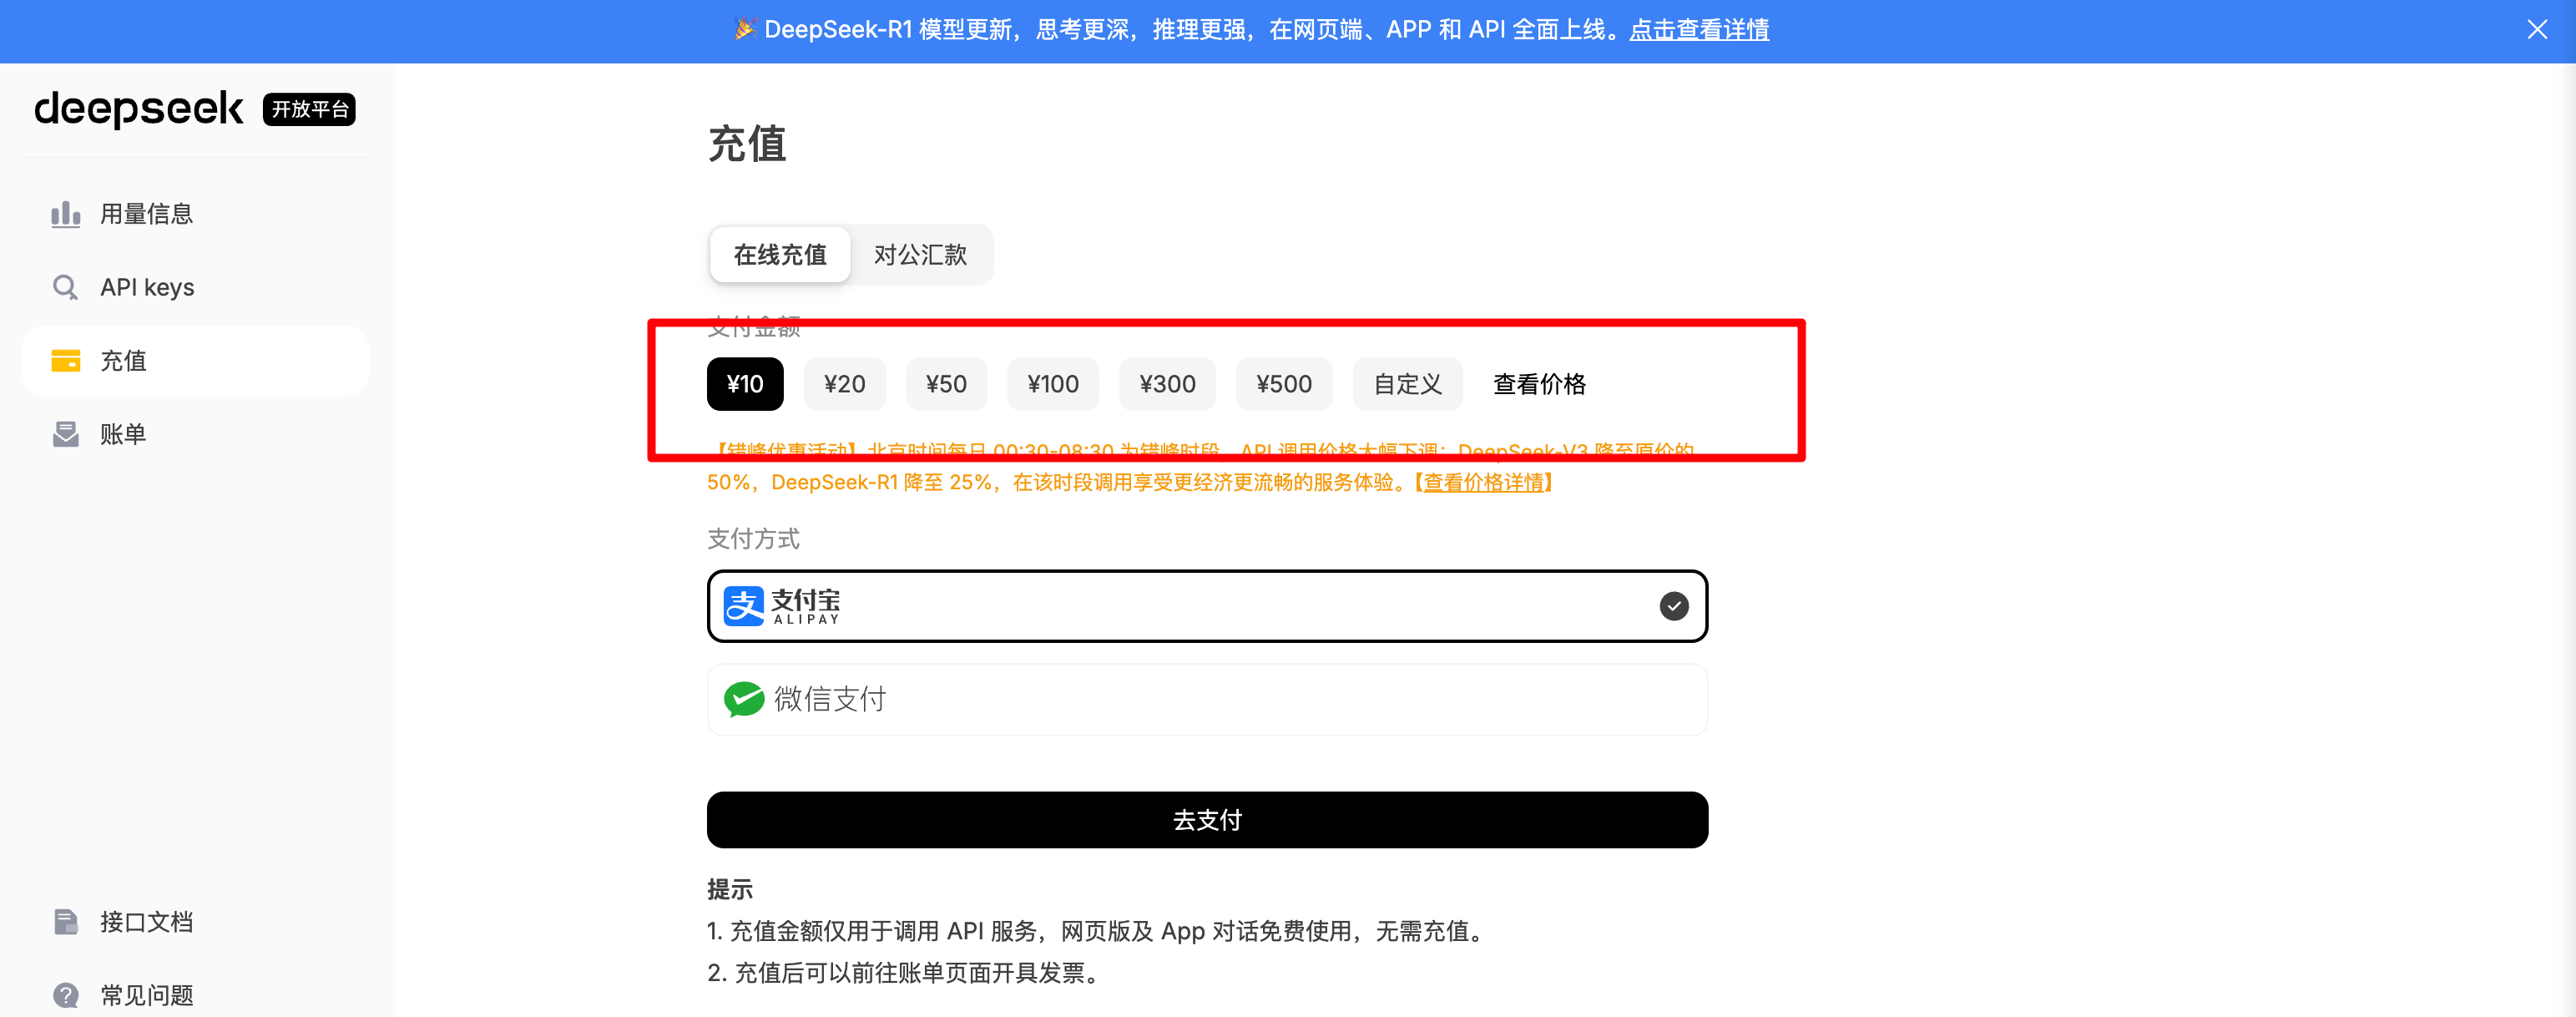 🎉 DeepSeek-R1 模型更新，思考更深，推理更强，在网页端、APP 和 API 全面上线。点击查看详情
deepseek 开放平台
用量信息
API keys
充值
账单
接口文档
常见问题
充值
在线充值 对公汇款
支付金额
¥10 ¥20 ¥50 ¥100 ¥300 ¥500 自定义 查看价格
【错峰优惠活动】北京时间每日 00:30-08:30 为错峰时段，API 调用价格大幅下调：DeepSeek-V3 降至原价的
50%，DeepSeek-R1 降至 25%，在该时段调用享受更经济更流畅的服务体验。【查看价格详情】
支付方式
支付宝
ALIPAY
微信支付
去支付
提示
1. 充值金额仅用于调用 API 服务，网页版及 App 对话免费使用，无需充值。
2. 充值后可以前往账单页面开具发票。